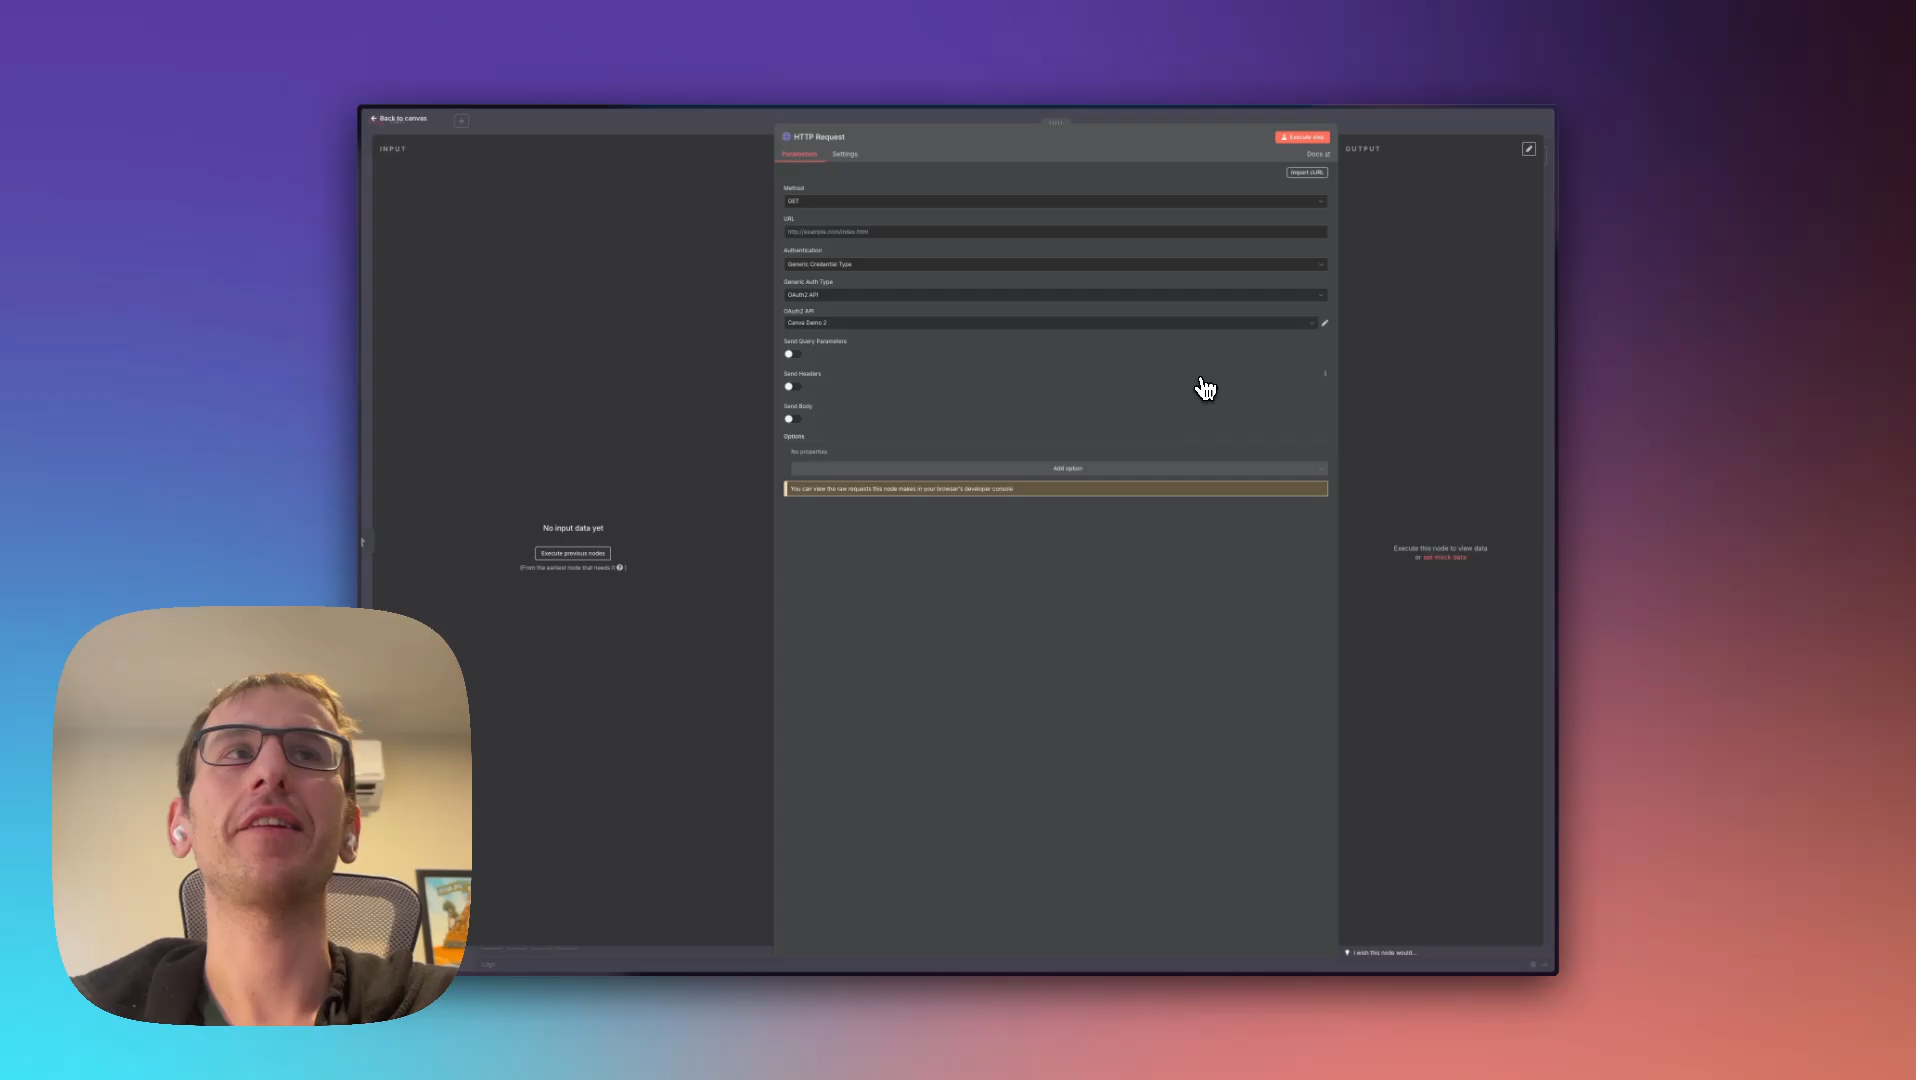 Back to canvas
+
INPUT
HTTP Request
Execute step
OUTPUT
Parameters
Settings
Docs
Import cURL
Method
GET
URL
http://example.com/index.html
Authentication
Generic Credential Type
Generic Auth Type
OAuth2 API
OAuth2 API
Canva Demo 2
Send Query Parameters
Send Headers
Send Body
Options
No properties
Add option
You can view the raw requests this node makes in your browser's developer console
No input data yet
Execute previous nodes
(From the earliest node that needs it ? )
Execute this node to view data
or set mock data
I wish this node would...
Logs